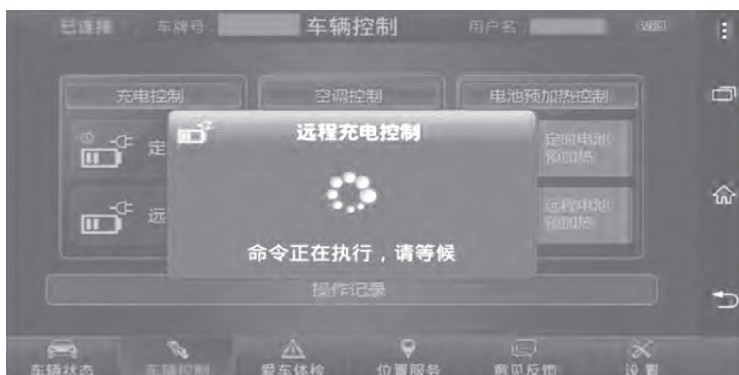 已连接 车牌号: 车辆控制 用户名:
充电控制 空调控制 电池预加热控制
远程充电控制
定 定时电池
预加热
远 远程电池
预加热
命令正在执行，请等候
操作记录
车辆状态 车辆控制 爱车体检 位置服务 意见反馈 设置